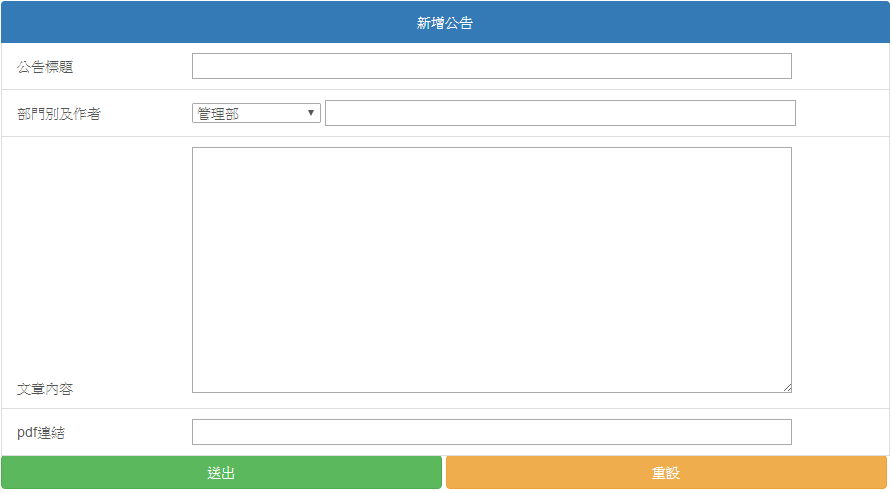 新增公告
公告標題
部門別及作者 管理部
文章內容
pdf連結
送出 重設